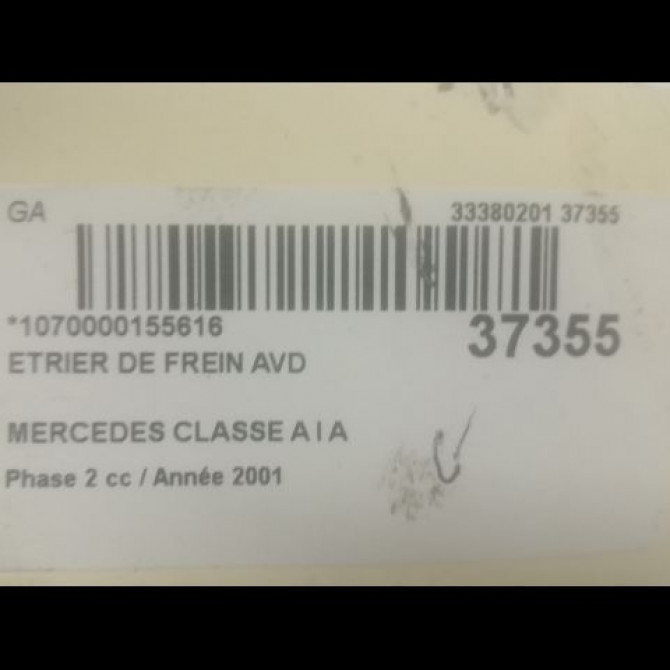 GA 33380201 37355
*1070000155616 37355
ETRIER DE FREIN AVD
MERCEDES CLASSE A I A
Phase 2 cc / Année 2001